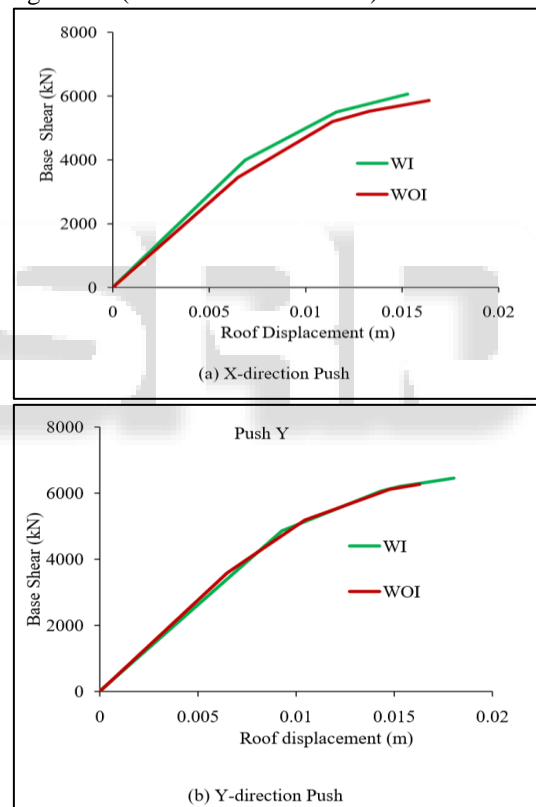 8000
6000
4000
2000
0
Base Shear (kN)
WI
WOI
0 0.005 0.01 0.015 0.02
Roof Displacement (m)
(a) X-direction Push
Push Y
8000
6000
4000
2000
0
Base Shear (kN)
WI
WOI
0 0.005 0.01 0.015 0.02
Roof displacement (m)
(b) Y-direction Push